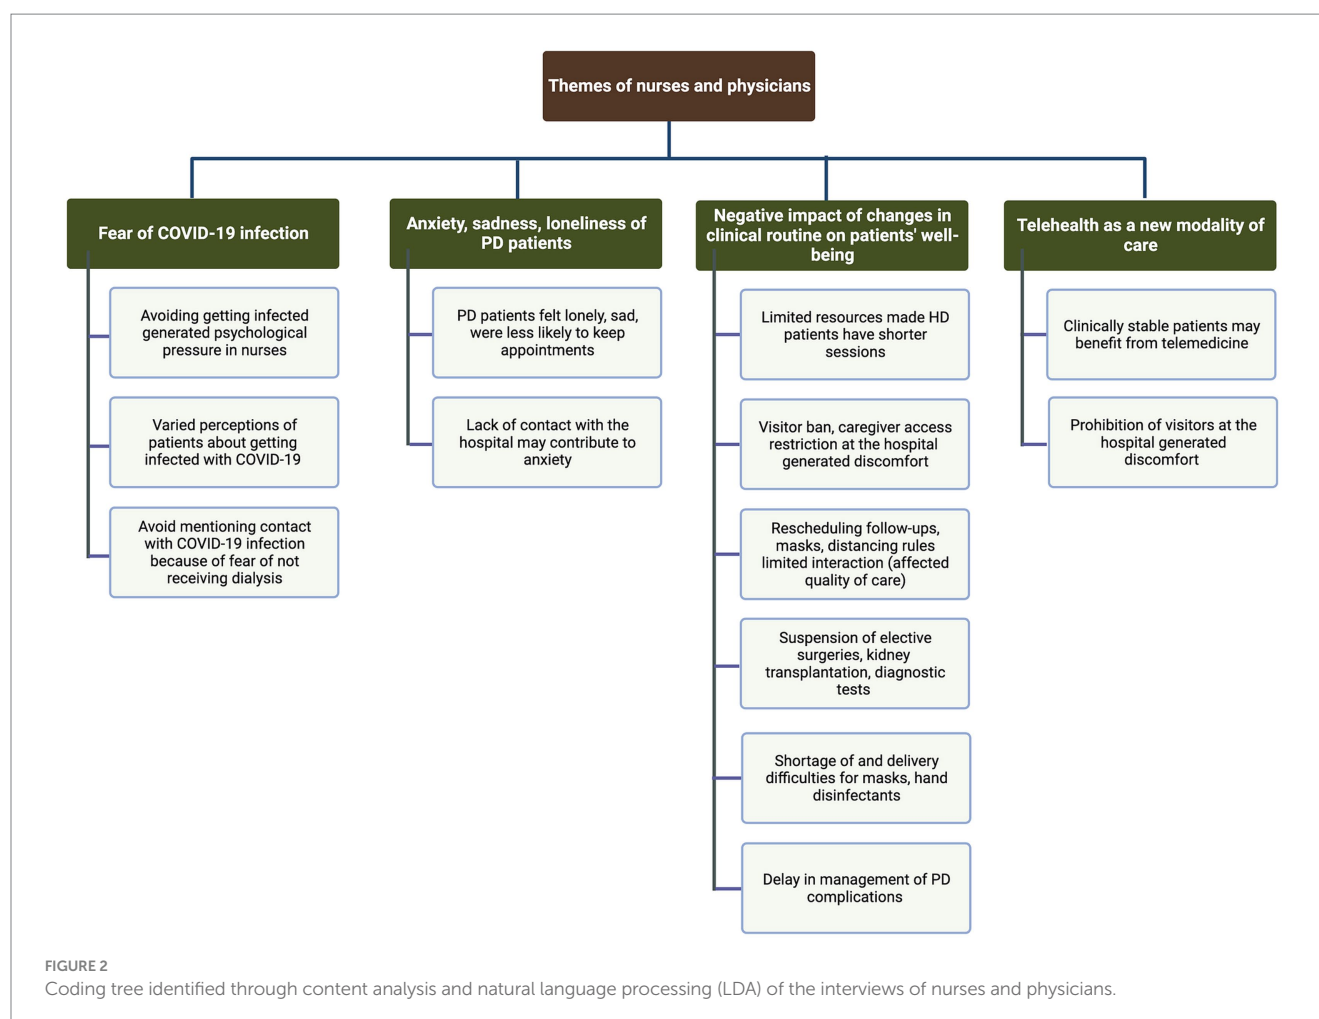 Themes of nurses and physicians
Fear of COVID-19 infection
Avoiding getting infected
generated psychological
pressure in nurses
Varied perceptions of
patients about getting
infected with COVID-19
Avoid mentioning contact
with COVID-19 infection
because of fear of not
receiving dialysis
Anxiety, sadness, loneliness of
PD patients
PD patients felt lonely, sad,
were less likely to keep
appointments
Lack of contact with the
hospital may contribute to
anxiety
Negative impact of changes in
clinical routine on patients' well-
being
Limited resources made HD
patients have shorter
sessions
Visitor ban, caregiver access
restriction at the hospital
generated discomfort
Rescheduling follow-ups,
masks, distancing rules
limited interaction (affected
quality of care)
Suspension of elective
surgeries, kidney
transplantation, diagnostic
tests
Shortage of and delivery
difficulties for masks, hand
disinfectants
Delay in management of PD
complications
Telehealth as a new modality of
care
Clinically stable patients may
benefit from telemedicine
Prohibition of visitors at the
hospital generated
discomfort
FIGURE 2
Coding tree identified through content analysis and natural language processing (LDA) of the interviews of nurses and physicians.